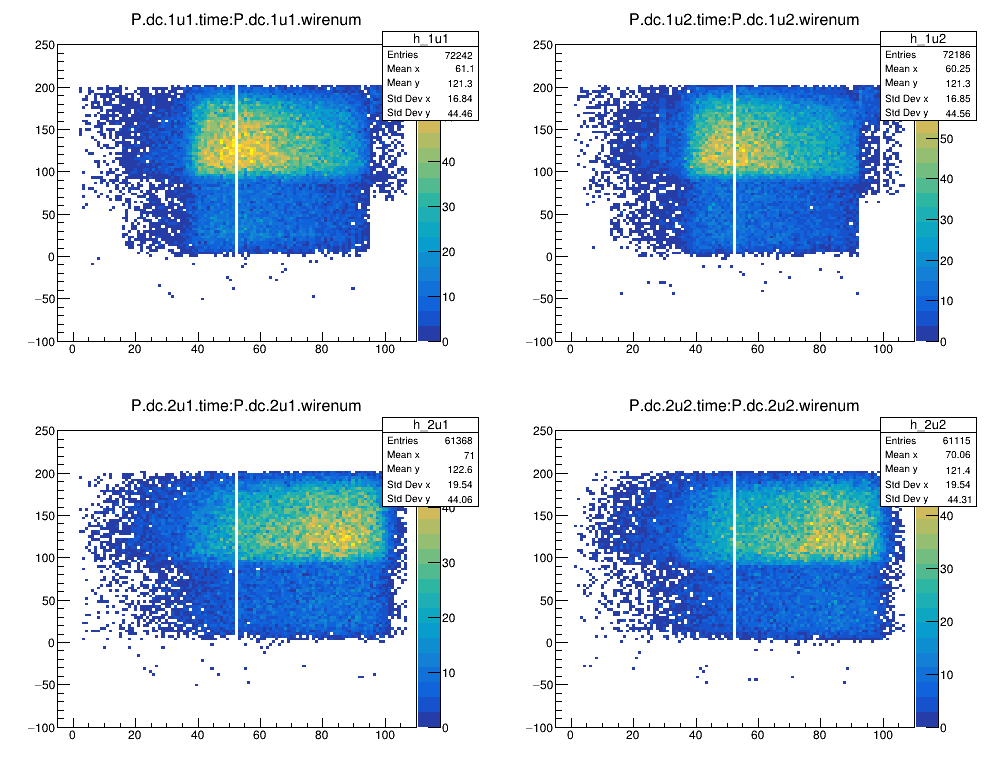 P.dc.1u1.time:P.dc.1u1.wirenum
h_1u1
Entries 72242
Mean x 61.1
Mean y 121.3
Std Dev x 16.84
Std Dev y 44.46
250
200
150
100
50
0
−50
−100
0 20 40 60 80 100
40
30
20
10
0
P.dc.1u2.time:P.dc.1u2.wirenum
h_1u2
Entries 72186
Mean x 60.25
Mean y 121.3
Std Dev x 16.85
Std Dev y 44.56
250
200
150
100
50
0
−50
−100
0 20 40 60 80 100
50
40
30
20
10
0
P.dc.2u1.time:P.dc.2u1.wirenum
h_2u1
Entries 61368
Mean x 71
Mean y 122.6
Std Dev x 19.54
Std Dev y 44.06
250
200
150
100
50
0
−50
−100
0 20 40 60 80 100
40
30
20
10
0
P.dc.2u2.time:P.dc.2u2.wirenum
h_2u2
Entries 61115
Mean x 70.06
Mean y 121.4
Std Dev x 19.54
Std Dev y 44.31
250
200
150
100
50
0
−50
−100
0 20 40 60 80 100
40
30
20
10
0